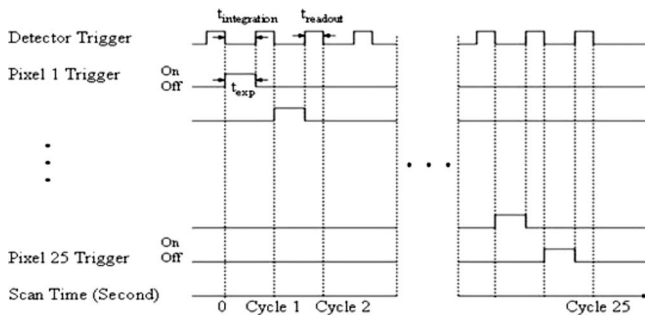 t_integration t_readout
Detector Trigger
On
Pixel 1 Trigger
Off
t_exp
On
Pixel 25 Trigger
Off
Scan Time (Second)
0 Cycle 1 Cycle 2 Cycle 25